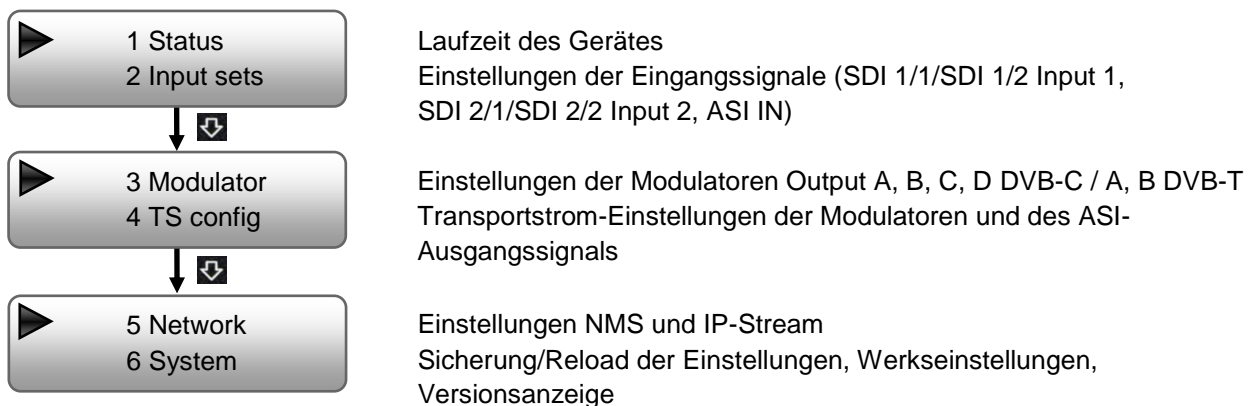 1 Status
2 Input sets
Laufzeit des Gerätes
Einstellungen der Eingangssignale (SDI 1/1/SDI 1/2 Input 1,
SDI 2/1/SDI 2/2 Input 2, ASI IN)
3 Modulator
4 TS config
Einstellungen der Modulatoren Output A, B, C, D DVB-C / A, B DVB-T
Transportstrom-Einstellungen der Modulatoren und des ASI-
Ausgangssignals
5 Network
6 System
Einstellungen NMS und IP-Stream
Sicherung/Reload der Einstellungen, Werkseinstellungen,
Versionsanzeige